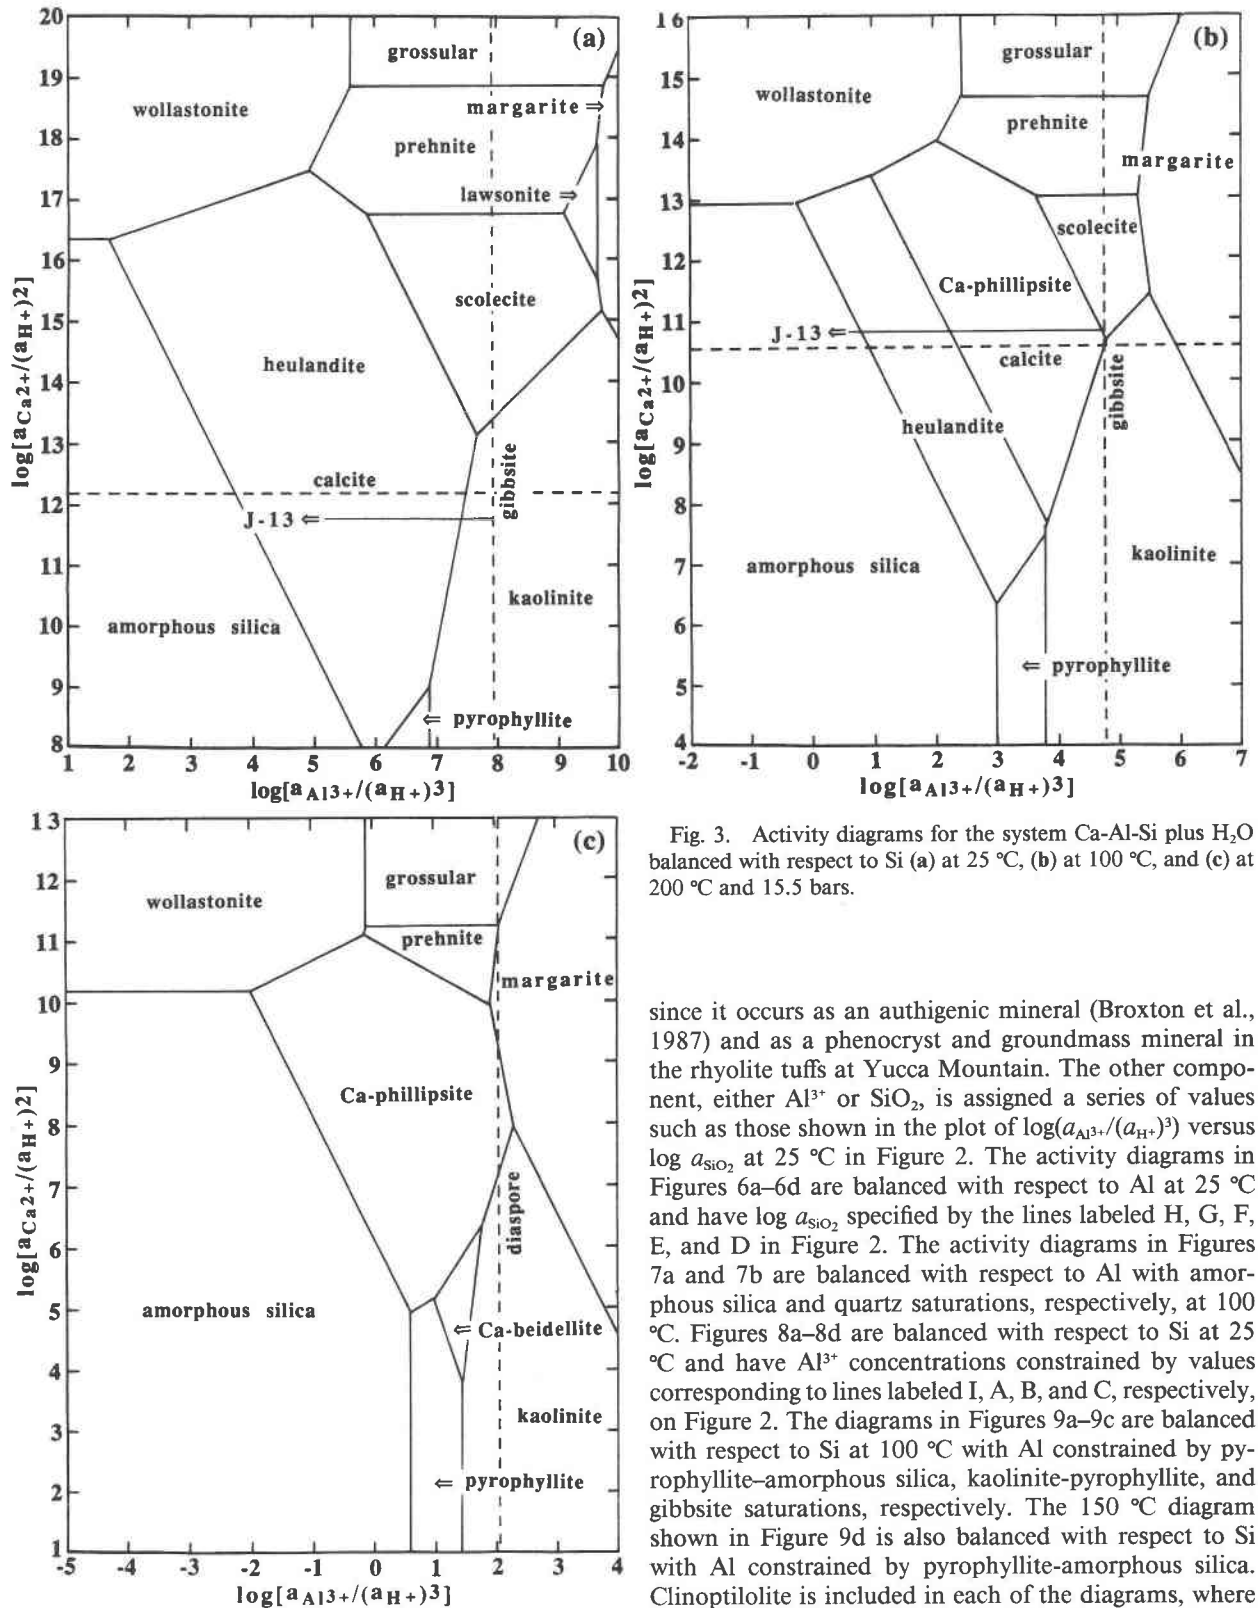 (a)
20
19
18
17
16
15
14
13
12
11
10
9
8
log[aCa2+/(aH+)2]
grossular
wollastonite
margarite ⇒
prehnite
lawsonite ⇒
scolecite
heulandite
calcite
gibbsite
J-13 ⇐
kaolinite
amorphous silica
⇐ pyrophyllite
1 2 3 4 5 6 7 8 9 10
log[aAl3+/(aH+)3]
(b)
16
15
14
13
12
11
10
9
8
7
6
5
4
log[aCa2+/(aH+)2]
grossular
wollastonite
prehnite
margarite
scolecite
Ca-phillipsite
J-13 ⇐
calcite
gibbsite
heulandite
kaolinite
amorphous silica
⇐ pyrophyllite
-2 -1 0 1 2 3 4 5 6 7
log[aAl3+/(aH+)3]
(c)
13
12
11
10
9
8
7
6
5
4
3
2
1
log[aCa2+/(aH+)2]
grossular
wollastonite
prehnite
margarite
Ca-phillipsite
diaspore
amorphous silica
⇐ Ca-beidellite
kaolinite
⇐ pyrophyllite
-5 -4 -3 -2 -1 0 1 2 3 4
log[aAl3+/(aH+)3]
Fig. 3. Activity diagrams for the system Ca-Al-Si plus H₂O
balanced with respect to Si (a) at 25 °C, (b) at 100 °C, and (c) at
200 °C and 15.5 bars.
since it occurs as an authigenic mineral (Broxton et al.,
1987) and as a phenocryst and groundmass mineral in
the rhyolite tuffs at Yucca Mountain. The other compo-
nent, either Al³⁺ or SiO₂, is assigned a series of values
such as those shown in the plot of log(aAl³⁺/(aH⁺)³) versus
log aSiO₂ at 25 °C in Figure 2. The activity diagrams in
Figures 6a–6d are balanced with respect to Al at 25 °C
and have log aSiO₂ specified by the lines labeled H, G, F,
E, and D in Figure 2. The activity diagrams in Figures
7a and 7b are balanced with respect to Al with amor-
phous silica and quartz saturations, respectively, at 100
°C. Figures 8a–8d are balanced with respect to Si at 25
°C and have Al³⁺ concentrations constrained by values
corresponding to lines labeled I, A, B, and C, respectively,
on Figure 2. The diagrams in Figures 9a–9c are balanced
with respect to Si at 100 °C with Al constrained by py-
rophyllite–amorphous silica, kaolinite-pyrophyllite, and
gibbsite saturations, respectively. The 150 °C diagram
shown in Figure 9d is also balanced with respect to Si
with Al constrained by pyrophyllite-amorphous silica.
Clinoptilolite is included in each of the diagrams, where